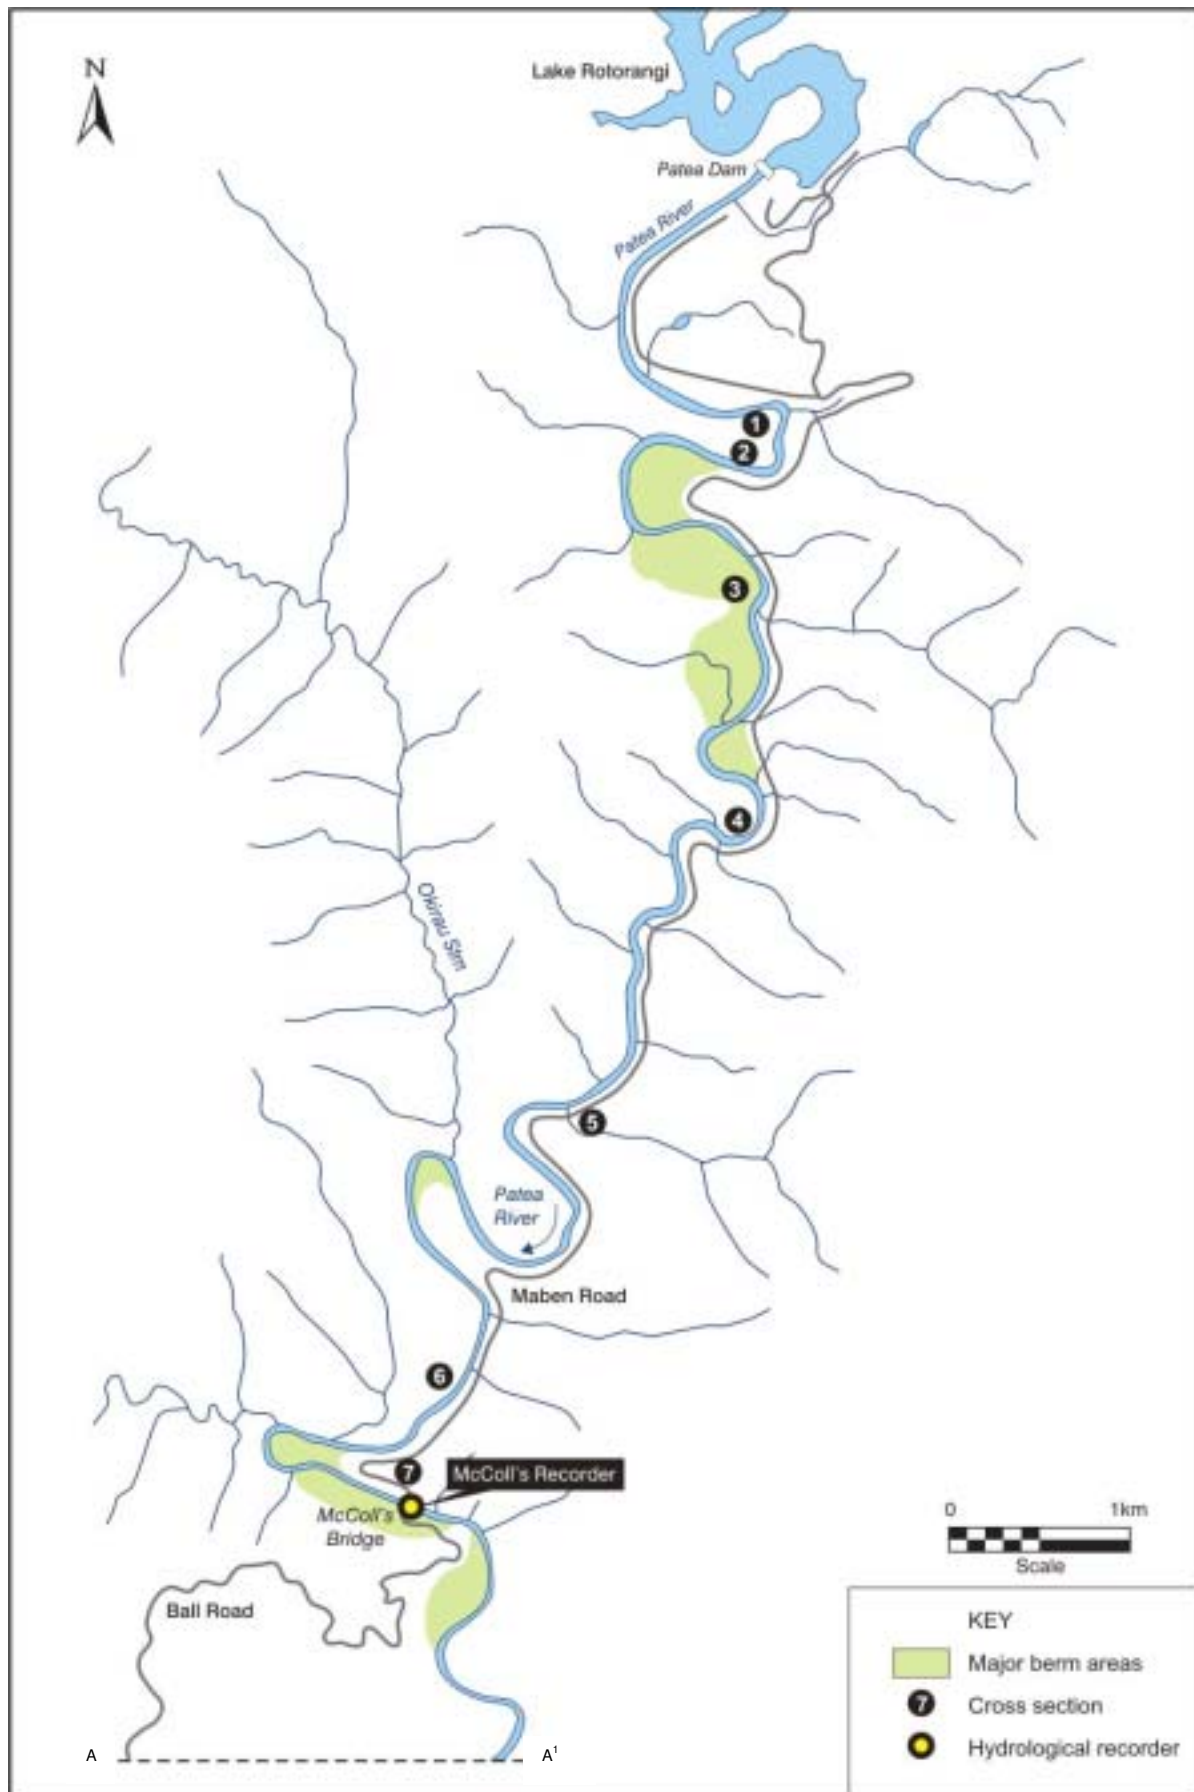 N
Lake Rotorangi
Patea Dam
Patea River
1
2
3
4
Okirau Strm
5
Patea
River
Maben Road
6
7
McColl's Recorder
McColl's
Bridge
Ball Road
0 1km
Scale
KEY
Major berm areas
7 Cross section
Hydrological recorder
A A¹